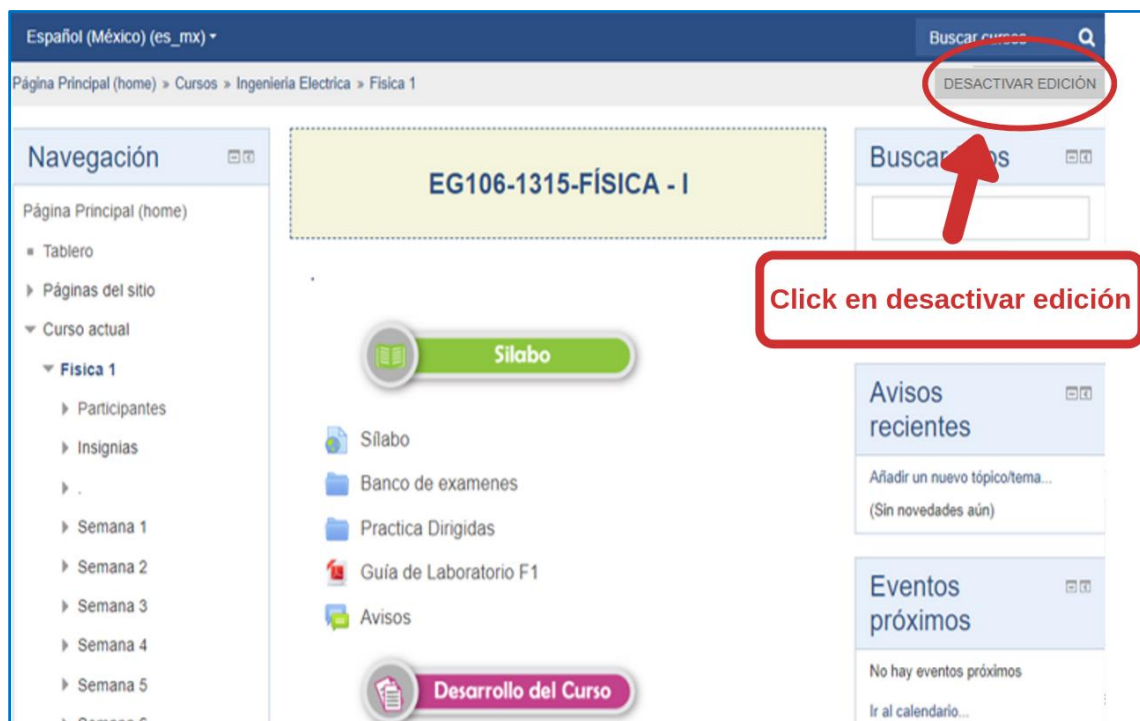 Español (México) (es_mx)
Buscar cursos
Página Principal (home) » Cursos » Ingenieria Electrica » Fisica 1
DESACTIVAR EDICIÓN
Navegación
Página Principal (home)
Tablero
Páginas del sitio
Curso actual
Fisica 1
Participantes
Insignias
.
Semana 1
Semana 2
Semana 3
Semana 4
Semana 5
EG106-1315-FÍSICA - I
.
Silabo
Sílabo
Banco de examenes
Practica Dirigidas
Guía de Laboratorio F1
Avisos
Desarrollo del Curso
Buscar
Click en desactivar edición
Avisos
recientes
Añadir un nuevo tópico/tema...
(Sin novedades aún)
Eventos
próximos
No hay eventos próximos
Ir al calendario...